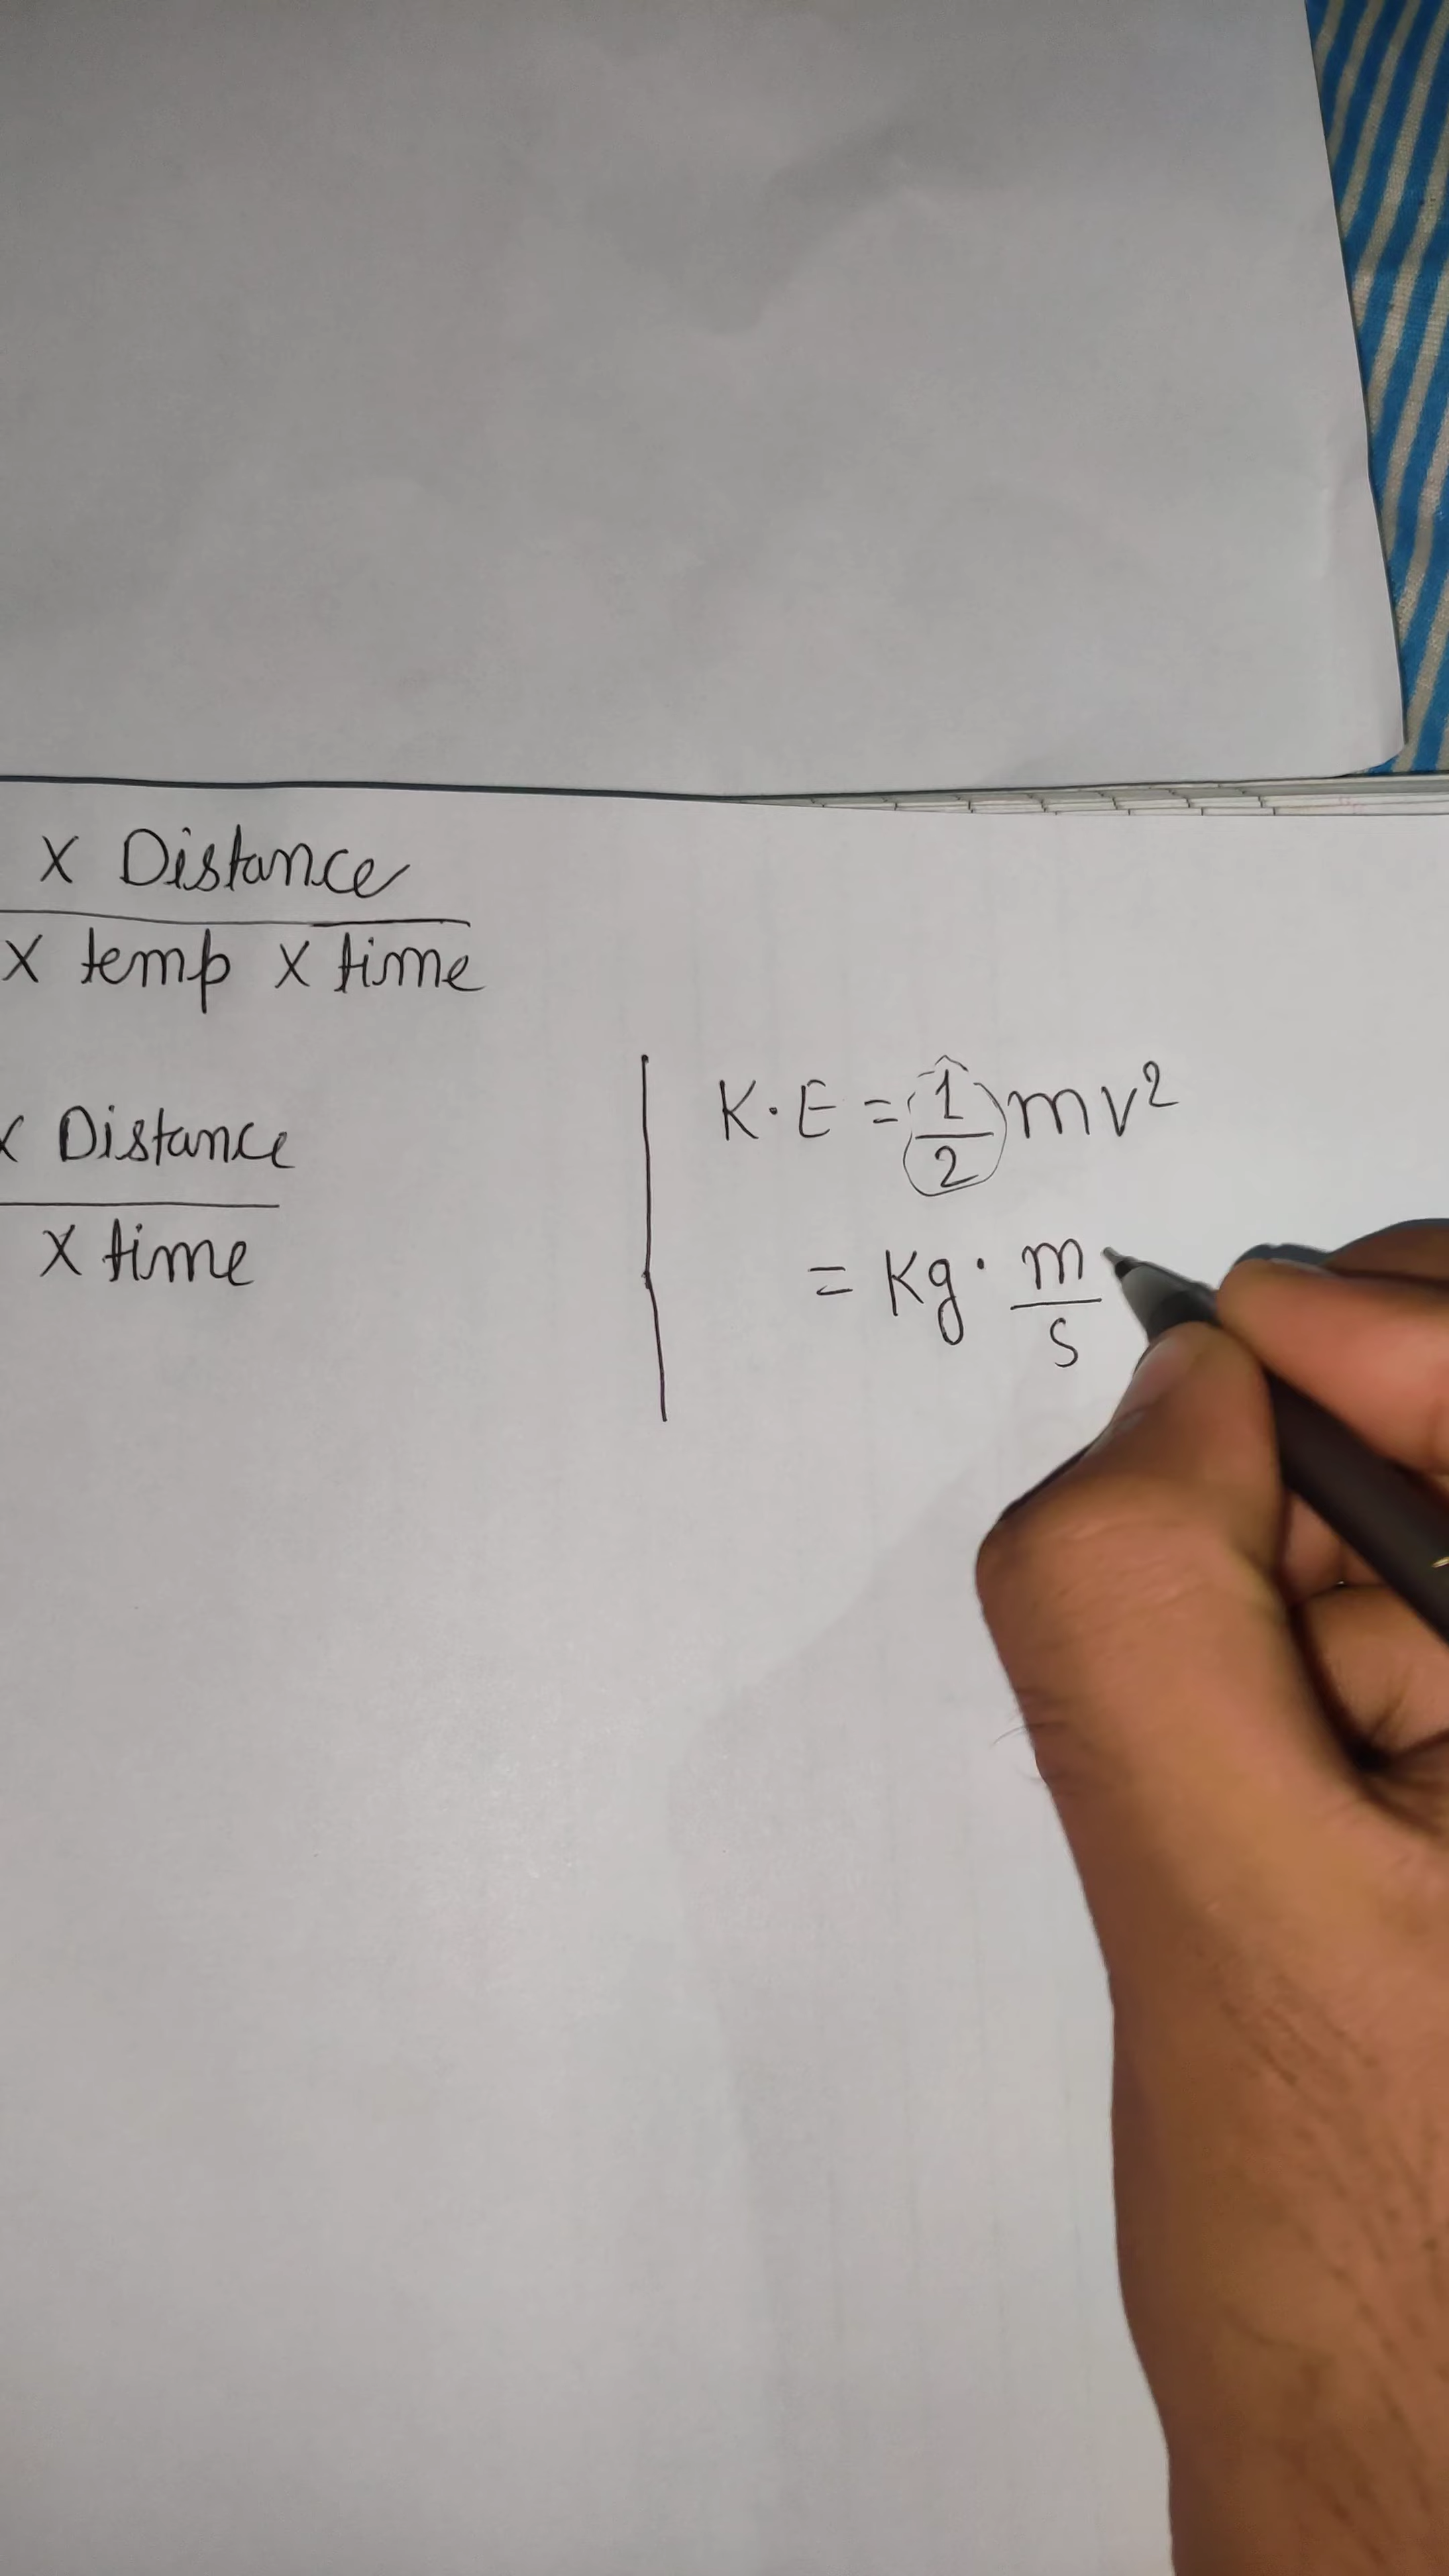 x Distance
x temp x time
x Distance
x time
K.E = 1/2 mv²
= Kg . m/s